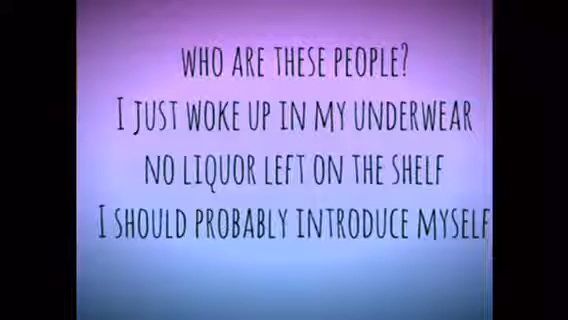 WHO ARE THESE PEOPLE?
I JUST WOKE UP IN MY UNDERWEAR
NO LIQUOR LEFT ON THE SHELF
I SHOULD PROBABLY INTRODUCE MYSELF